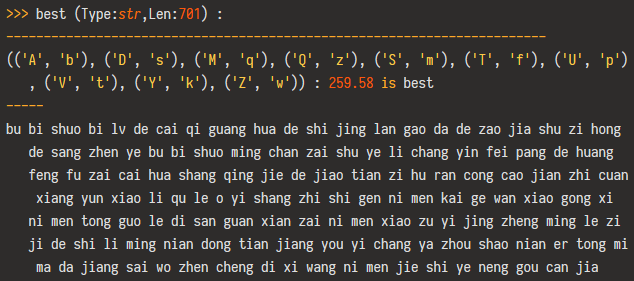 >>> best (Type:str,Len:701) :
------------------------------------------------------------------------
(('A', 'b'), ('D', 's'), ('M', 'q'), ('Q', 'z'), ('S', 'm'), ('T', 'f'), ('U', 'p')
, ('V', 't'), ('Y', 'k'), ('Z', 'w')) : 259.58 is best
-----
bu bi shuo bi lv de cai qi guang hua de shi jing lan gao da de zao jia shu zi hong
de sang zhen ye bu bi shuo ming chan zai shu ye li chang yin fei pang de huang
feng fu zai cai hua shang qing jie de jiao tian zi hu ran cong cao jian zhi cuan
xiang yun xiao li qu le o yi shang zhi shi gen ni men kai ge wan xiao gong xi
ni men tong guo le di san guan xian zai ni men xiao zu yi jing zheng ming le zi
ji de shi li ming nian dong tian jiang you yi chang ya zhou shao nian er tong mi
ma da jiang sai wo zhen cheng di xi wang ni men jie shi ye neng gou can jia